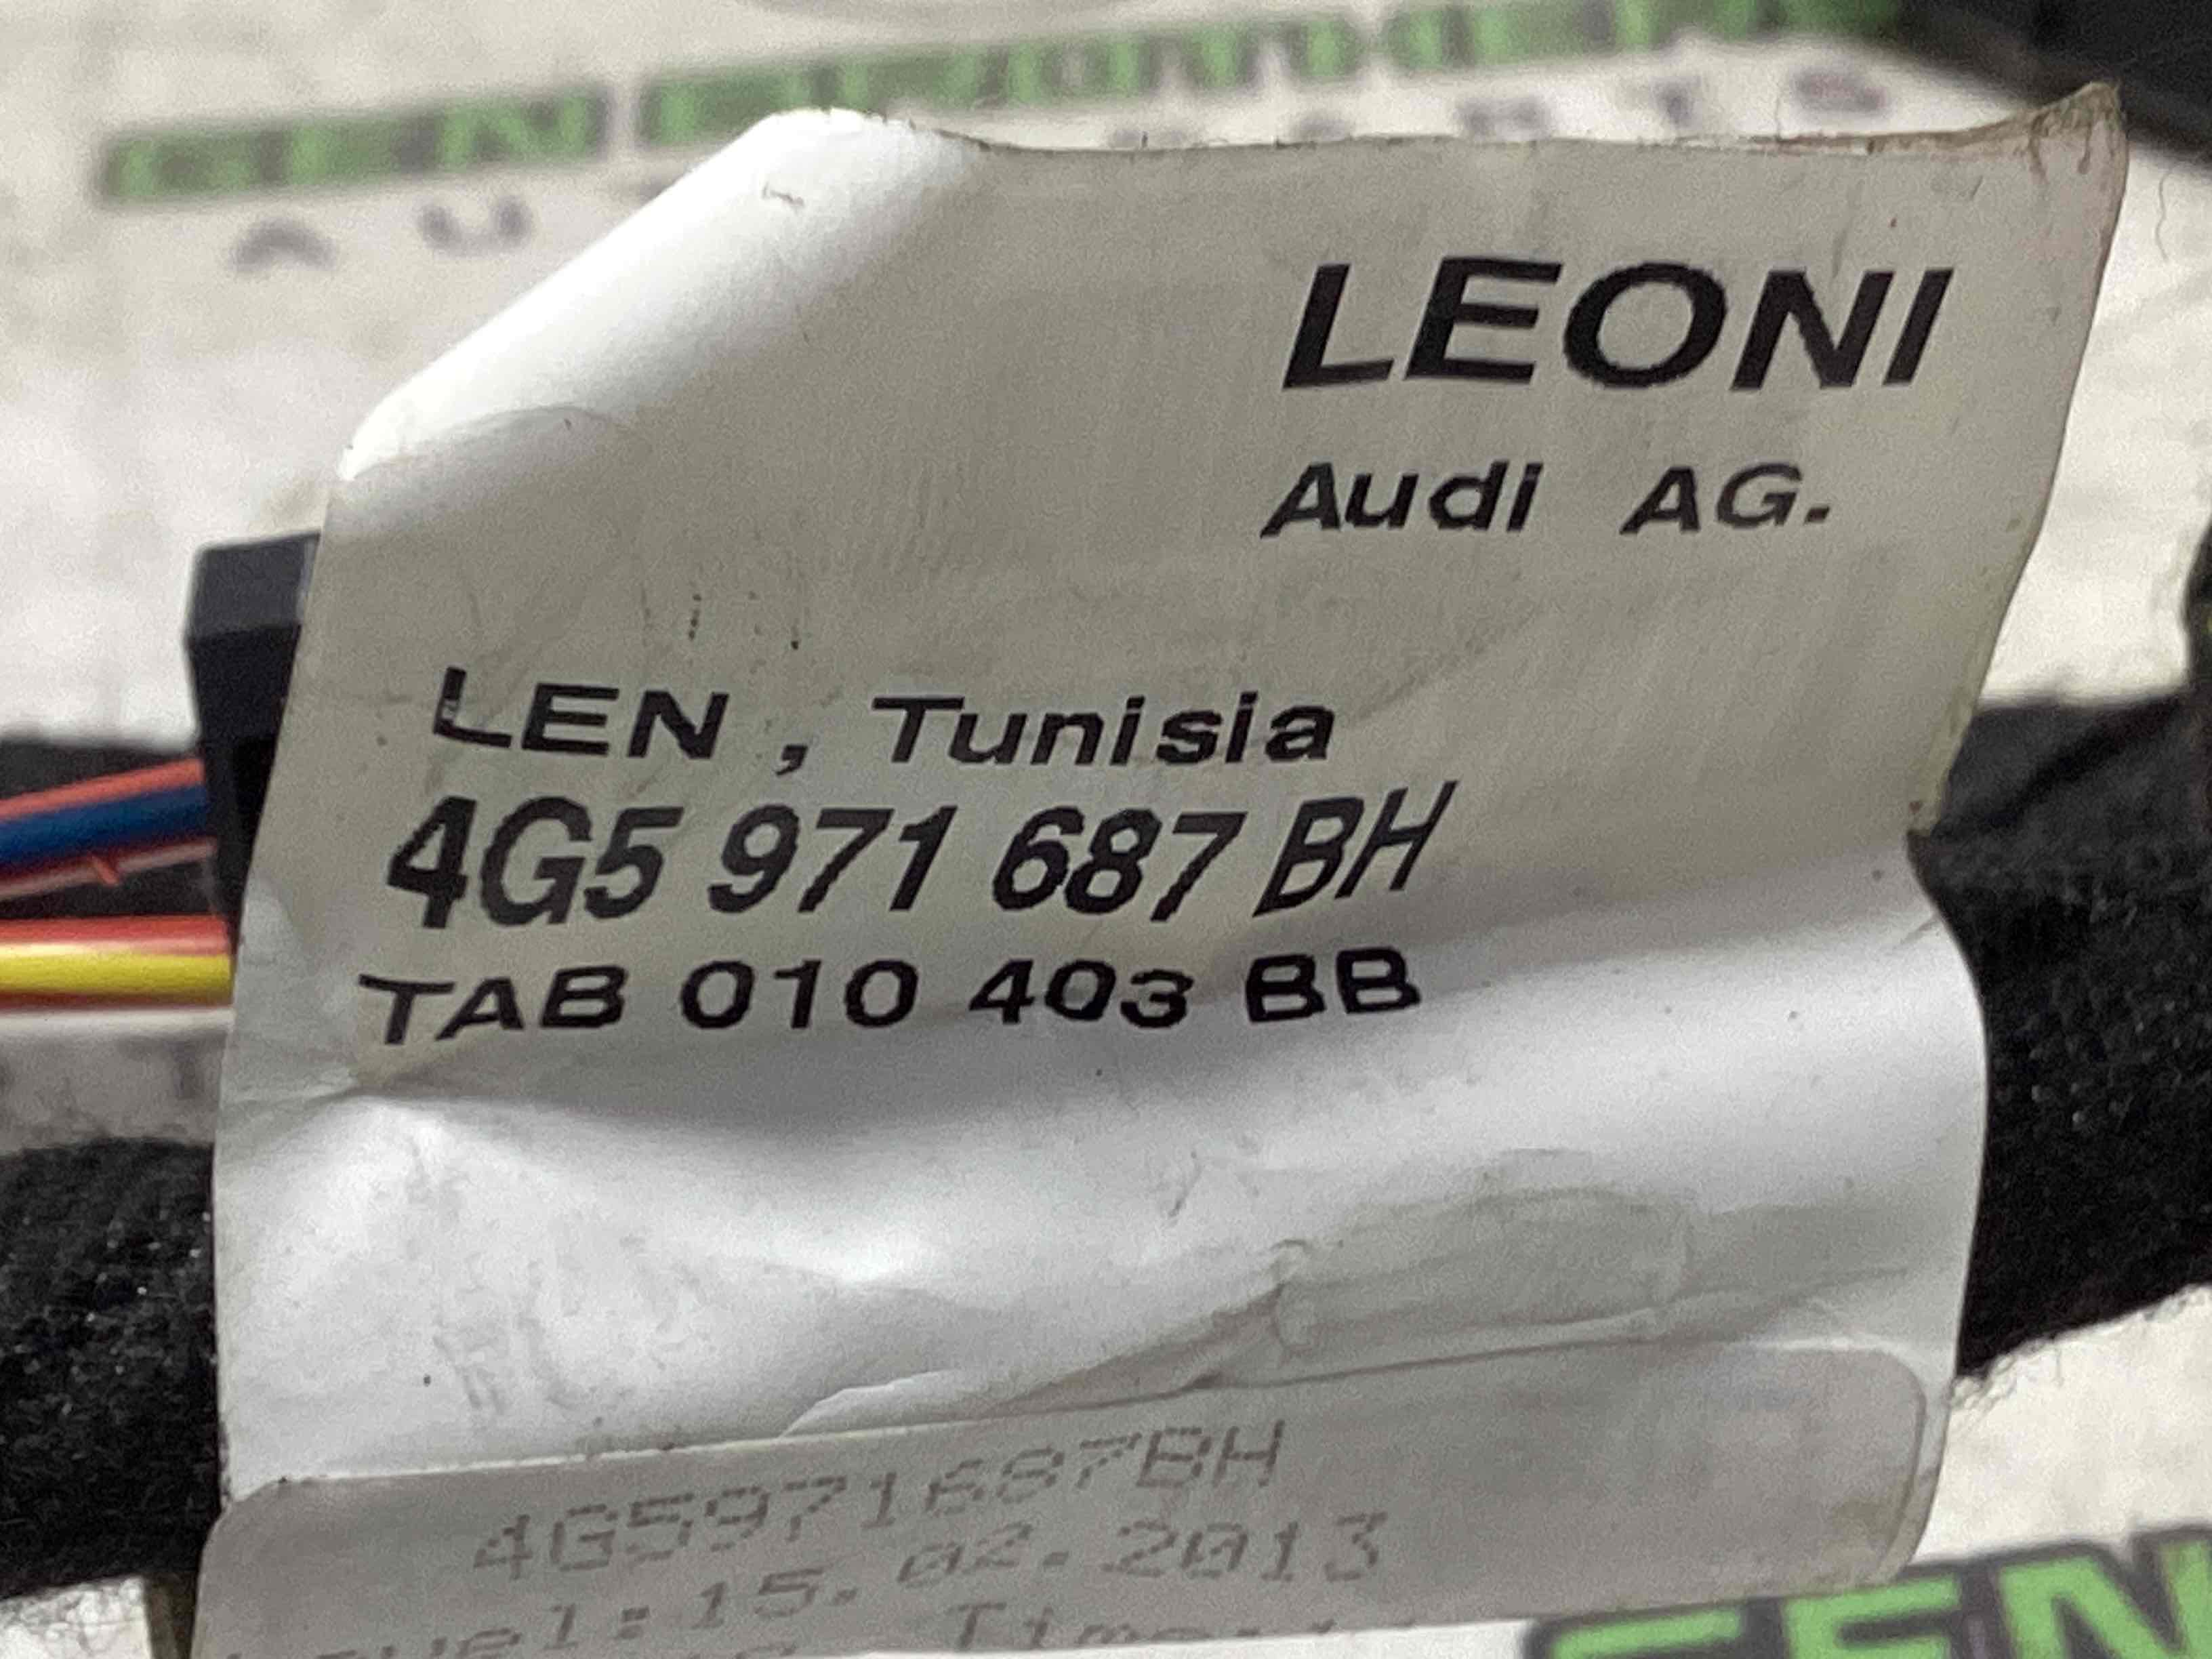 LEONI
Audi AG.
LEN , Tunisia
4G5 971 687 BH
TAB 010 403 BB
4G5971687BH
15.02.2013